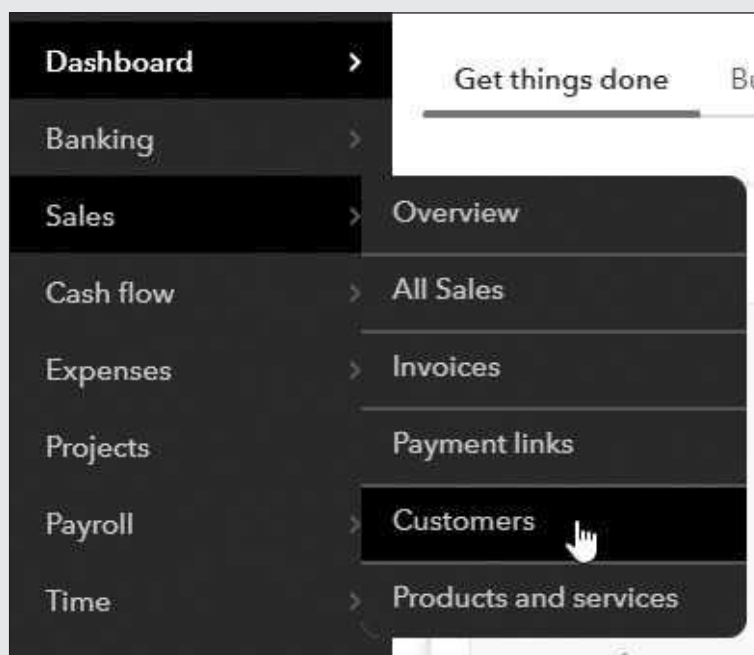 Dashboard
Banking
Sales
Cash flow
Expenses
Projects
Payroll
Time
Get things done
Overview
All Sales
Invoices
Payment links
Customers
Products and services